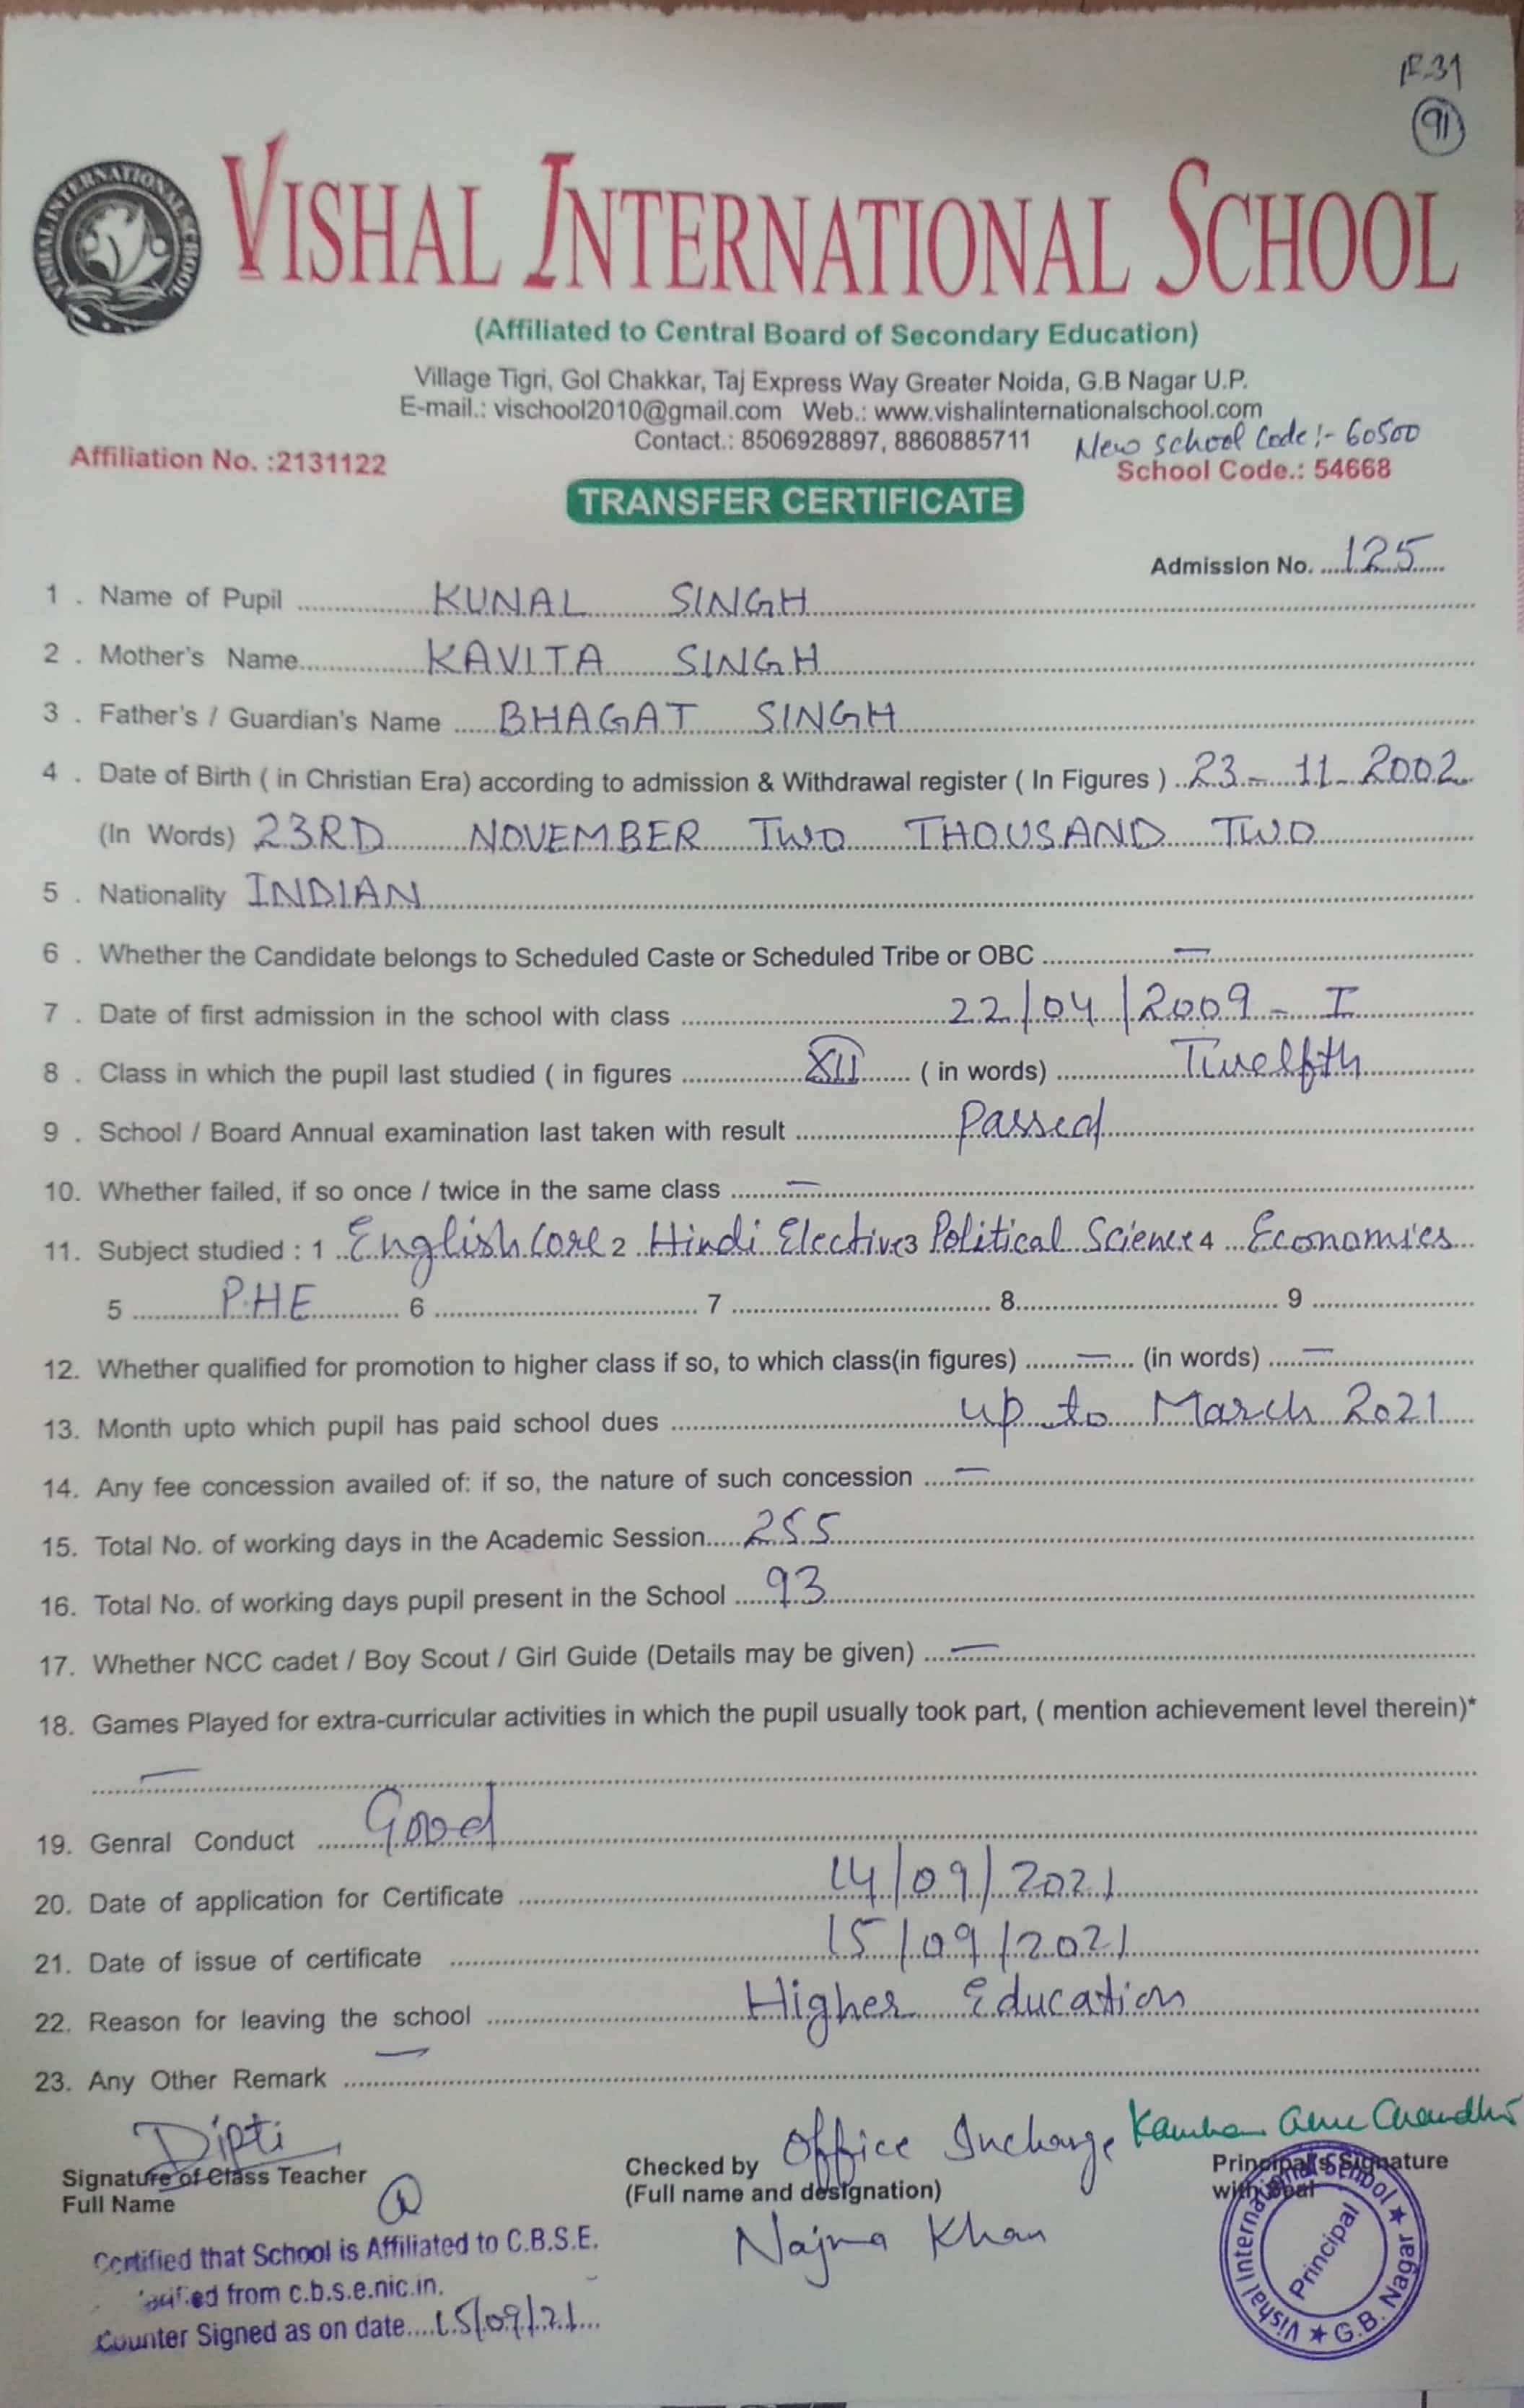 IF-31
91
VISHAL INTERNATIONAL SCHOOL
VISHAL INTERNATIONAL SCHOOL
(Affiliated to Central Board of Secondary Education)
Village Tigri, Gol Chakkar, Taj Express Way Greater Noida, G.B Nagar U.P.
E-mail.: vischool2010@gmail.com Web.: www.vishalinternationalschool.com
Contact.: 8506928897, 8860885711 New school Code :- 60500
Affiliation No. :2131122 School Code.: 54668
TRANSFER CERTIFICATE
Admission No. 125
1 . Name of Pupil KUNAL SINGH
2 . Mother's Name KAVITA SINGH
3 . Father's / Guardian's Name BHAGAT SINGH
4 . Date of Birth ( in Christian Era) according to admission & Withdrawal register ( In Figures ) 23 - 11 - 2002
(In Words) 23RD NOVEMBER TWO THOUSAND TWO
5 . Nationality INDIAN
6 . Whether the Candidate belongs to Scheduled Caste or Scheduled Tribe or OBC —
7 . Date of first admission in the school with class 22/04/2009 - I
8 . Class in which the pupil last studied ( in figures XII ( in words) Twelfth
9 . School / Board Annual examination last taken with result Passed
10. Whether failed, if so once / twice in the same class —
11. Subject studied : 1 English Core 2 Hindi Elective 3 Political Science 4 Economics
5 P.H.E 6 7 8 9
12. Whether qualified for promotion to higher class if so, to which class(in figures) — (in words) —
13. Month upto which pupil has paid school dues up to March 2021
14. Any fee concession availed of: if so, the nature of such concession —
15. Total No. of working days in the Academic Session 255
16. Total No. of working days pupil present in the School 93
17. Whether NCC cadet / Boy Scout / Girl Guide (Details may be given) —
18. Games Played for extra-curricular activities in which the pupil usually took part, ( mention achievement level therein)*
—
19. Genral Conduct Good
20. Date of application for Certificate 14/09/2021
21. Date of issue of certificate 15/09/2021
22. Reason for leaving the school Higher Education
23. Any Other Remark —
Dipti
Signature of Class Teacher
Full Name
Checked by Office Incharge
(Full name and designation)
Najma Khan
Principal's Signature
with Seal
Vishal International School ★ G.B. Nagar ★
Principal
Certified that School is Affiliated to C.B.S.E.
Verified from c.b.s.e.nic.in.
Counter Signed as on date.... 15/09/21